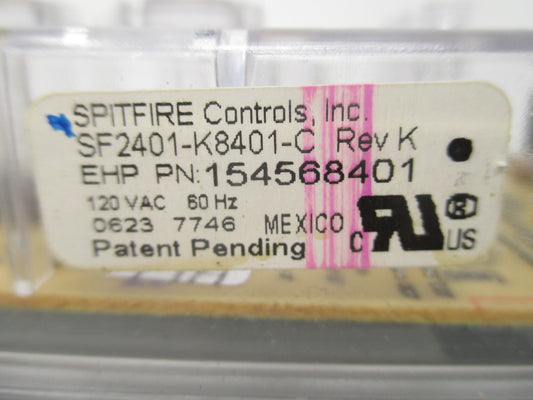 SPITFIRE Controls, Inc.
SF2401-K8401-C Rev K
EHP PN:154568401
120 VAC 60 Hz
0623 7746 MEXICO
Patent Pending
C RU ® US